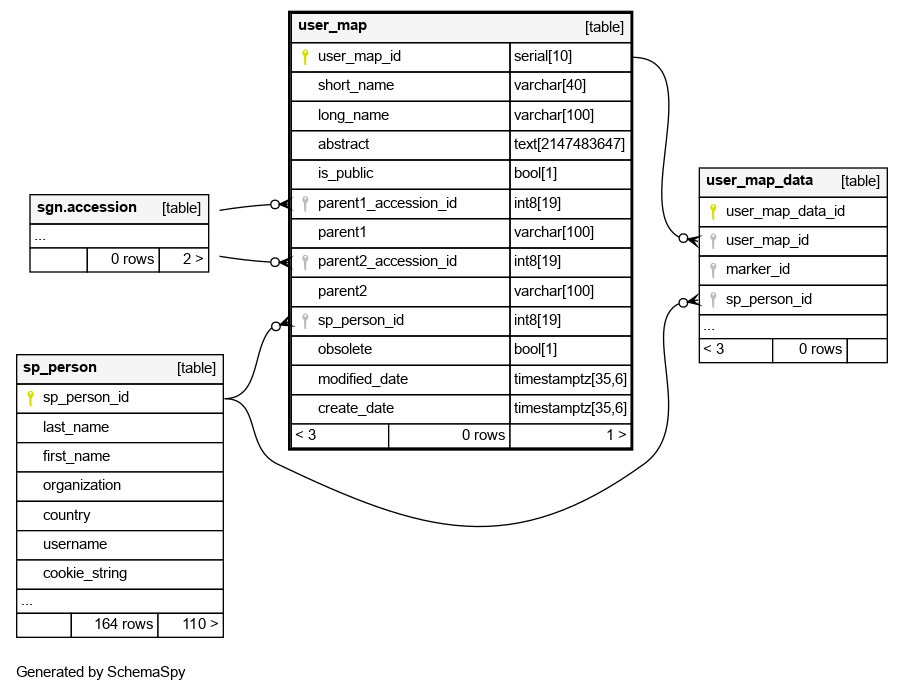 user_map [table]
user_map_id serial[10]
short_name varchar[40]
long_name varchar[100]
abstract text[2147483647]
is_public bool[1]
parent1_accession_id int8[19]
parent1 varchar[100]
parent2_accession_id int8[19]
parent2 varchar[100]
sp_person_id int8[19]
obsolete bool[1]
modified_date timestamptz[35,6]
create_date timestamptz[35,6]
< 3 0 rows 1 >
sgn.accession [table]
...
0 rows 2 >
user_map_data [table]
user_map_data_id
user_map_id
marker_id
sp_person_id
...
< 3 0 rows
sp_person [table]
sp_person_id
last_name
first_name
organization
country
username
cookie_string
...
164 rows 110 >
Generated by SchemaSpy